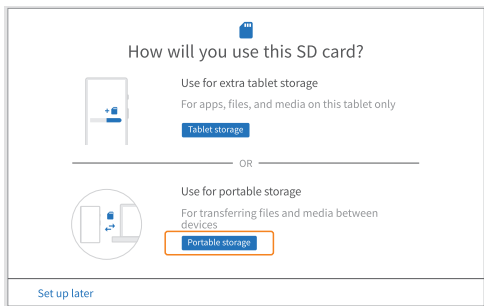 How will you use this SD card?
Use for extra tablet storage
For apps, files, and media on this tablet only
Tablet storage
OR
Use for portable storage
For transferring files and media between
devices
Portable storage
Set up later